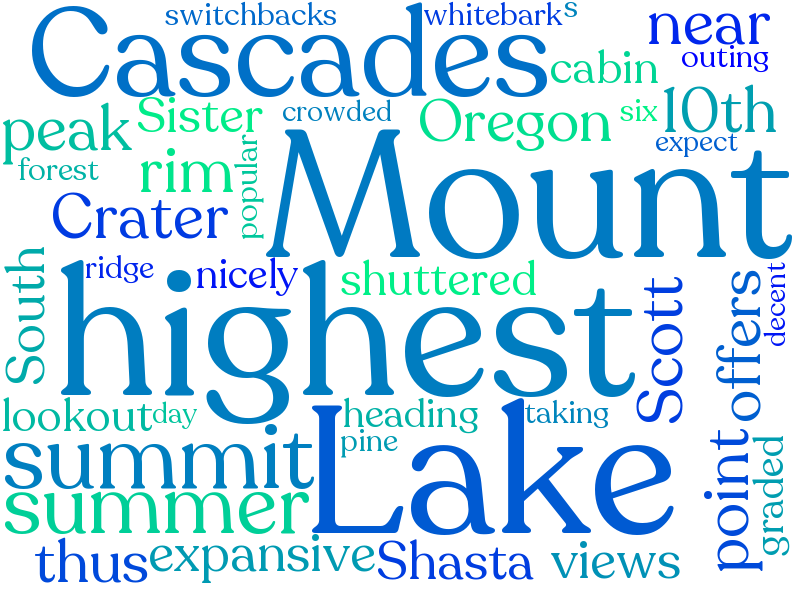 switchbacks
whitebark
s
Cascades
near
outing
cabin
peak
Sister
crowded
Oregon
six
10th
forest
rim
popular
Mount
expect
Crater
South
ridge
nicely
shuttered
highest
Scott
offers
decent
lookout
day
heading
taking
pine
summit
Lake
summer
point
graded
thus
expansive
Shasta
views